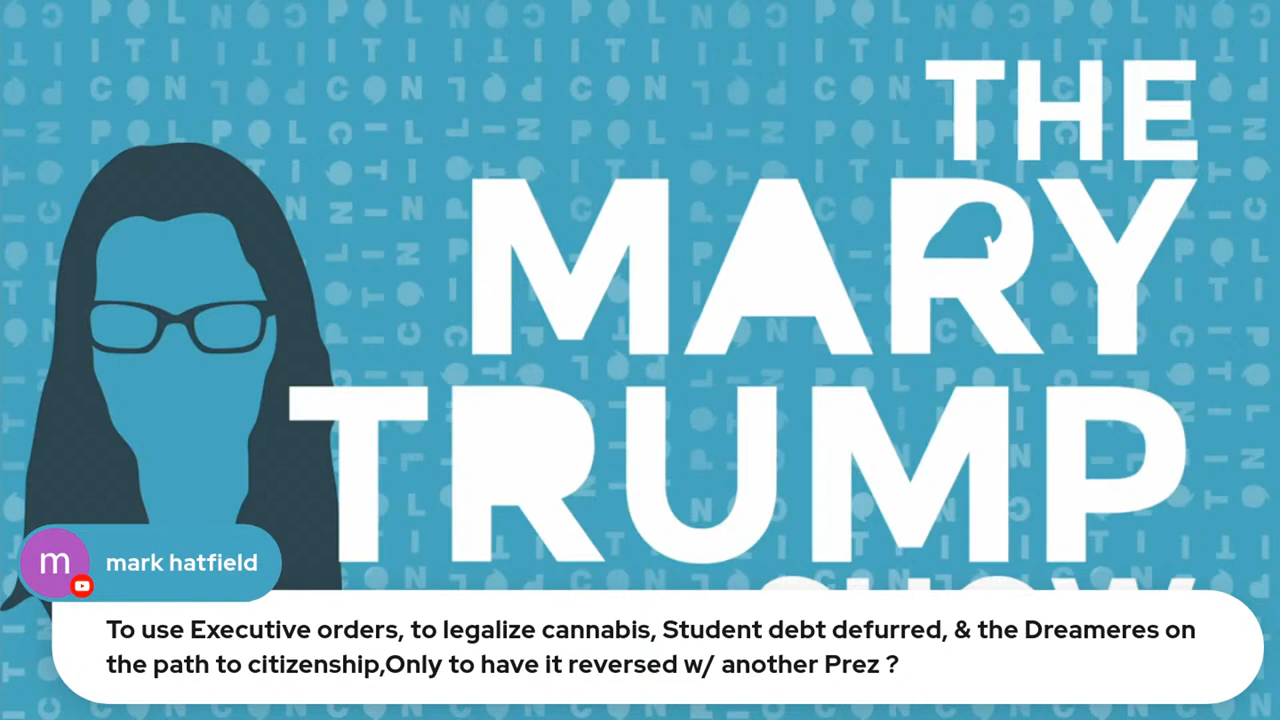 THE
MARY
TRUMP
mark hatfield
To use Executive orders, to legalize cannabis, Student debt defurred, & the Dreameres on
the path to citizenship,Only to have it reversed w/ another Prez ?